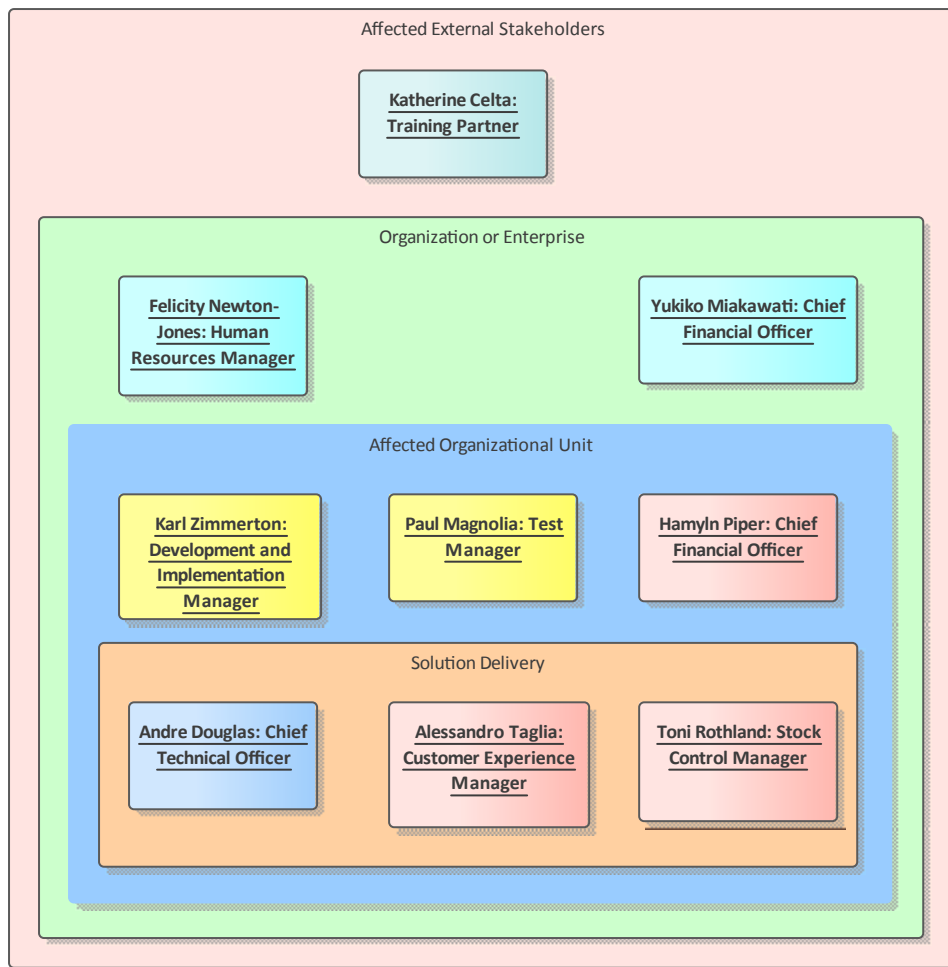 Affected External Stakeholders
Katherine Celta:
Training Partner
Organization or Enterprise
Felicity Newton-
Jones: Human
Resources Manager
Yukiko Miakawati: Chief
Financial Officer
Affected Organizational Unit
Karl Zimmerton:
Development and
Implementation
Manager
Paul Magnolia: Test
Manager
Hamyln Piper: Chief
Financial Officer
Solution Delivery
Andre Douglas: Chief
Technical Officer
Alessandro Taglia:
Customer Experience
Manager
Toni Rothland: Stock
Control Manager